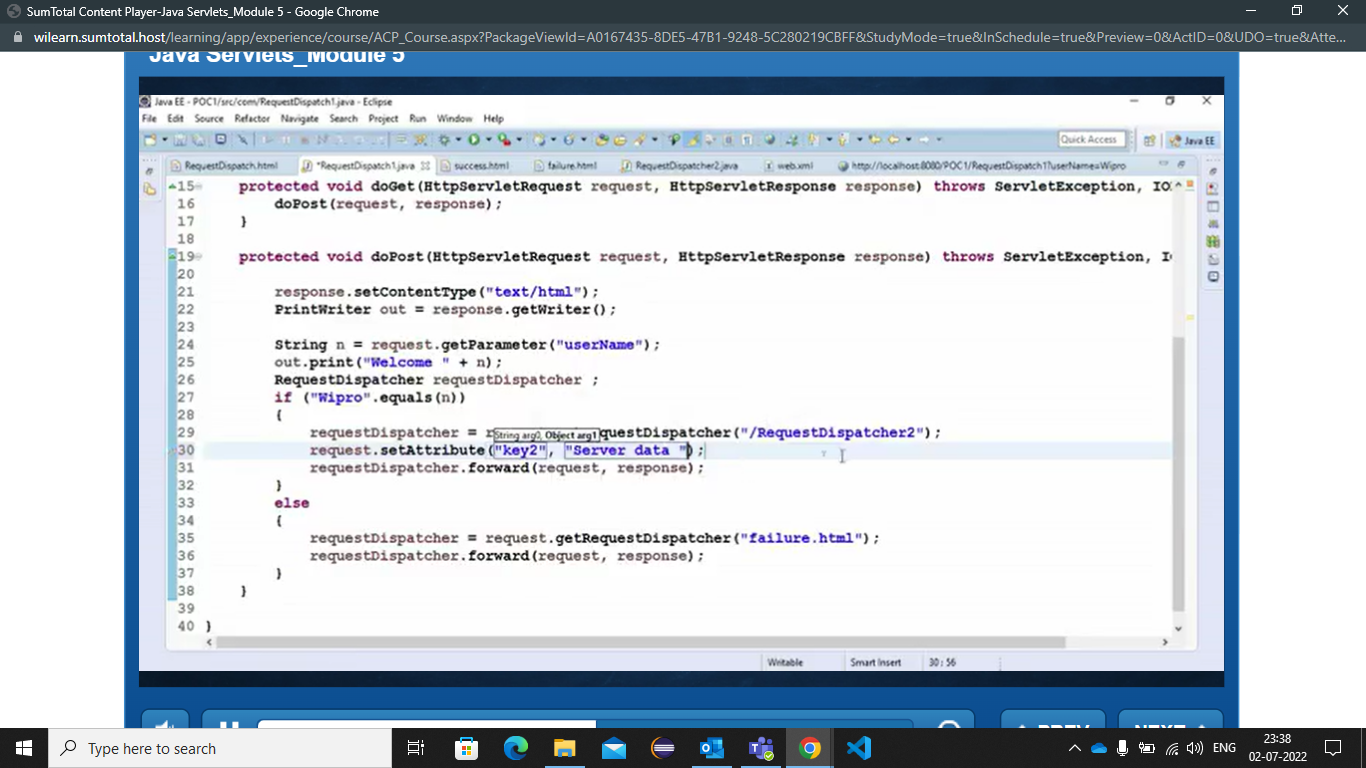 SumTotal Content Player-Java Servlets_Module 5 - Google Chrome
wilearn.sumtotal.host/learning/app/experience/course/ACP_Course.aspx?PackageViewId=A0167435-8DE5-47B1-9248-5C280219CBFF&StudyMode=true&InSchedule=true&Preview=0&ActID=0&UDO=true&Atte...
Java Servlets_Module 5
Java EE - POC1/src/com/RequestDispatch1.java - Eclipse
File Edit Source Refactor Navigate Search Project Run Window Help
Quick Access Java EE
RequestDispatch.html *RequestDispatch1.java success.html failure.html RequestDispatcher2.java web.xml http://localhost:8080/POC1/RequestDispatch1?userName=Wipro
15 protected void doGet(HttpServletRequest request, HttpServletResponse response) throws ServletException, IO
16 doPost(request, response);
17 }
18
19 protected void doPost(HttpServletRequest request, HttpServletResponse response) throws ServletException, I
20
21 response.setContentType("text/html");
22 PrintWriter out = response.getWriter();
23
24 String n = request.getParameter("userName");
25 out.print("Welcome " + n);
26 RequestDispatcher requestDispatcher ;
27 if ("Wipro".equals(n))
28 {
29 requestDispatcher = r String arg0, Object arg1 questDispatcher("/RequestDispatcher2");
30 request.setAttribute("key2", "Server data ");
31 requestDispatcher.forward(request, response);
32 }
33 else
34 {
35 requestDispatcher = request.getRequestDispatcher("failure.html");
36 requestDispatcher.forward(request, response);
37 }
38 }
39
40 }
Writable Smart Insert 30 : 56
PREV NEXT
Type here to search
ENG
23:38
02-07-2022